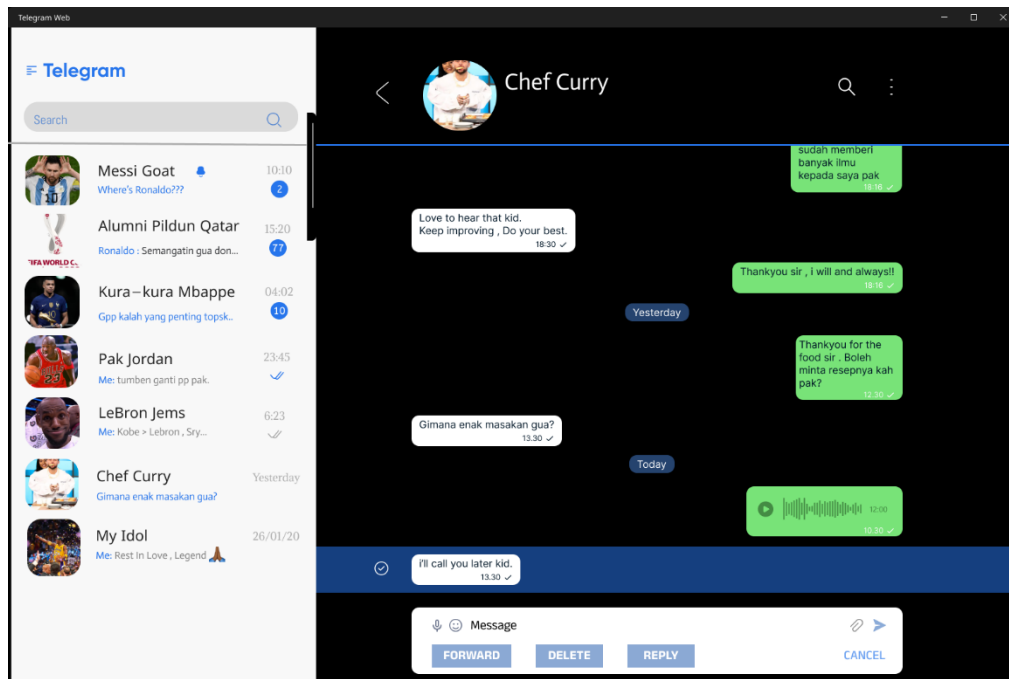 Telegram Web
Telegram
Search
Messi Goat
10:10
Where's Ronaldo???
2
Alumni Pildun Qatar
15:20
Ronaldo : Semangatin gua don...
77
FIFA WORLD C..
Kura–kura Mbappe
04:02
Gpp kalah yang penting topsk..
10
Pak Jordan
23:45
Me: tumben ganti pp pak.
BULLS
23
LeBron Jems
6:23
Me: Kobe > Lebron , Sry...
Chef Curry
Yesterday
Gimana enak masakan gua?
My Idol
26/01/20
Me: Rest In Love , Legend
Chef Curry
sudah memberi
banyak ilmu
kepada saya pak
18:16
Love to hear that kid.
Keep improving , Do your best.
18:30
Thankyou sir , i will and always!!
18:16
Yesterday
Thankyou for the
food sir . Boleh
minta resepnya kah
pak?
12.30
Gimana enak masakan gua?
13.30
Today
12:00
10.30
i'll call you later kid.
13.30
Message
FORWARD
DELETE
REPLY
CANCEL